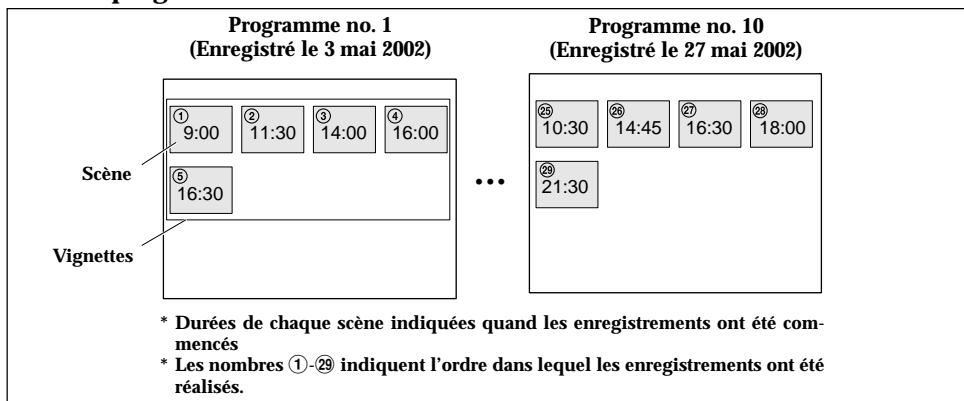 Programme no. 1
(Enregistré le 3 mai 2002)
Programme no. 10
(Enregistré le 27 mai 2002)
① ② ③ ④
9:00 11:30 14:00 16:00
⑤
16:30
Scène
Vignettes
...
㉕ ㉖ ㉗ ㉘
10:30 14:45 16:30 18:00
㉙
21:30
* Durées de chaque scène indiquées quand les enregistrements ont été com-
mencés
* Les nombres ①-㉙ indiquent l'ordre dans lequel les enregistrements ont été
réalisés.